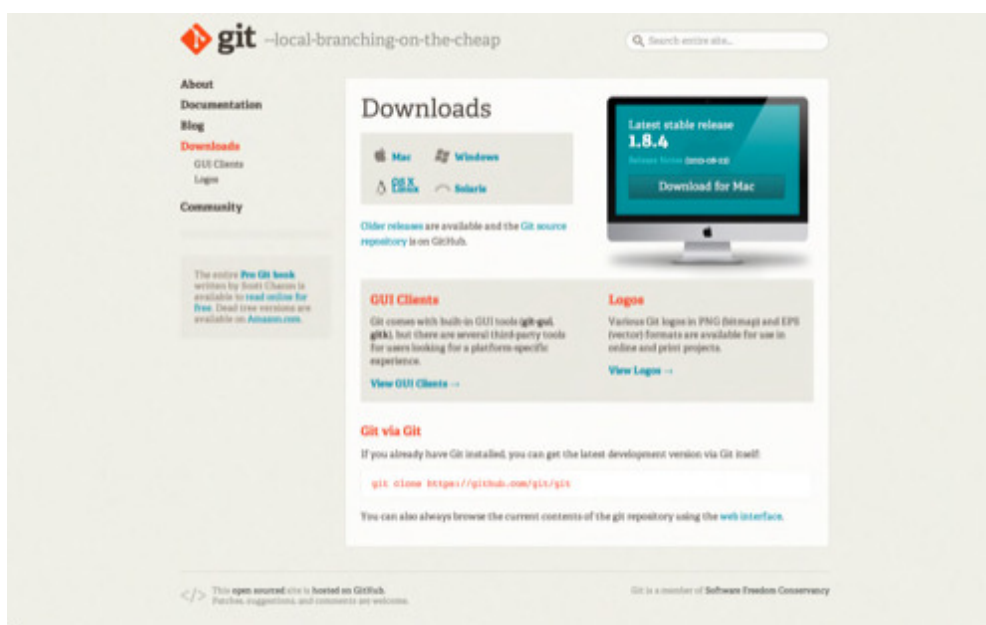 git --local-branching-on-the-cheap
Search entire site...
About
Documentation
Blog
Downloads
GUI Clients
Logos
Community
The entire Pro Git book
written by Scott Chacon is
available to read online for
free. Dead tree versions are
available on Amazon.com.
Downloads
Mac
Windows
OS X
Linux
Solaris
Older releases are available and the Git source
repository is on GitHub.
Latest stable release
1.8.4
Release Notes (2013-08-23)
Download for Mac
GUI Clients
Git comes with built-in GUI tools (git-gui,
gitk), but there are several third-party tools
for users looking for a platform-specific
experience.
View GUI Clients →
Logos
Various Git logos in PNG (bitmap) and EPS
(vector) formats are available for use in
online and print projects.
View Logos →
Git via Git
If you already have Git installed, you can get the latest development version via Git itself:
git clone https://github.com/git/git
You can also always browse the current contents of the git repository using the web interface.
</> This open sourced site is hosted on GitHub.
Patches, suggestions, and comments are welcome.
Git is a member of Software Freedom Conservancy